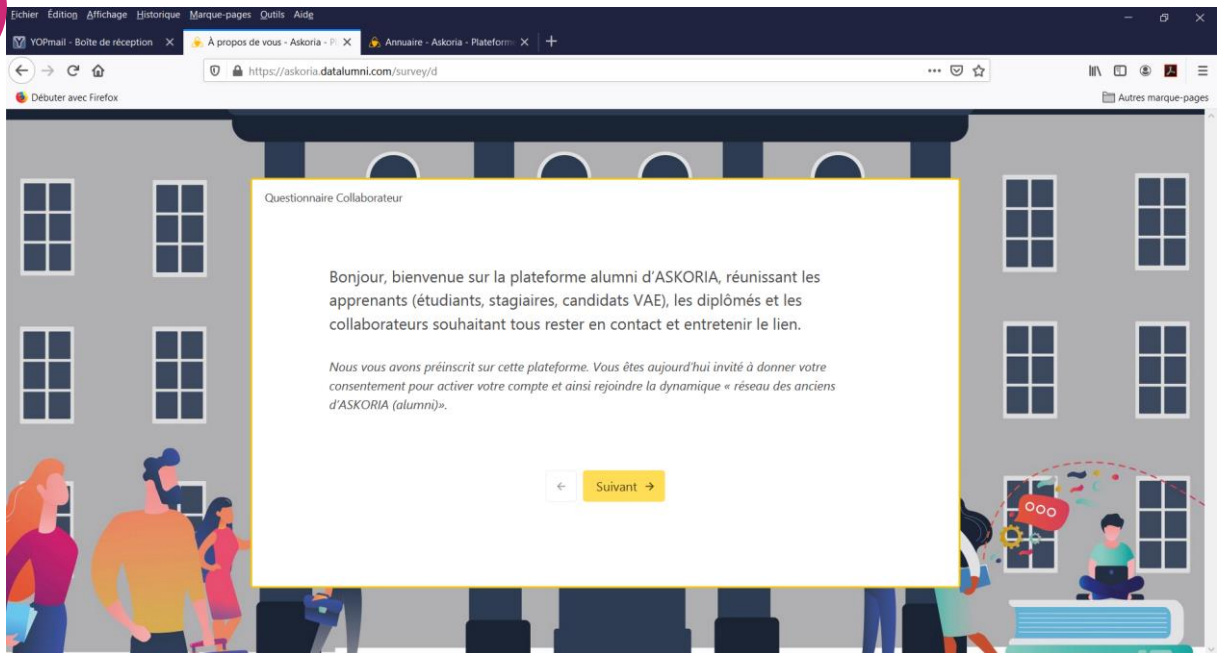 Fichier Édition Affichage Historique Marque-pages Outils Aide
YOPmail - Boîte de réception
À propos de vous - Askoria - Pl
Annuaire - Askoria - Plateform
https://askoria.datalumni.com/survey/d
Débuter avec Firefox
Autres marque-pages
Questionnaire Collaborateur
Bonjour, bienvenue sur la plateforme alumni d'ASKORIA, réunissant les
apprenants (étudiants, stagiaires, candidats VAE), les diplômés et les
collaborateurs souhaitant tous rester en contact et entretenir le lien.
Nous vous avons préinscrit sur cette plateforme. Vous êtes aujourd'hui invité à donner votre
consentement pour activer votre compte et ainsi rejoindre la dynamique « réseau des anciens
d'ASKORIA (alumni)».
← Suivant →